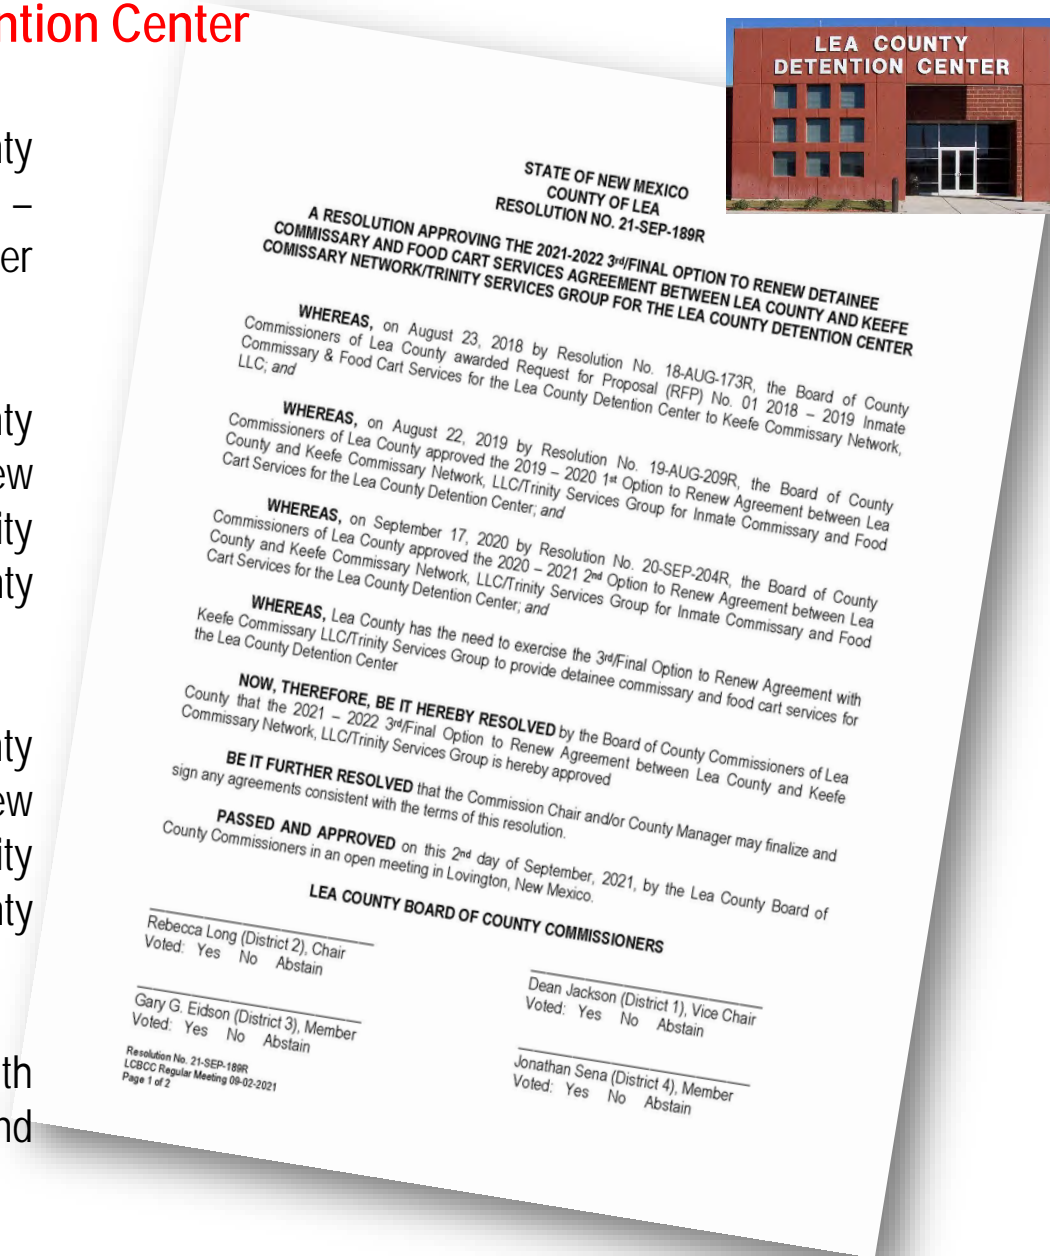 ntion Center
LEA COUNTY
DETENTION CENTER
nty
–
er
nty
ew
ity
nty
nty
ew
ity
nty
th
nd
STATE OF NEW MEXICO
COUNTY OF LEA
RESOLUTION NO. 21-SEP-189R
A RESOLUTION APPROVING THE 2021-2022 3rd/FINAL OPTION TO RENEW DETAINEE
COMMISSARY AND FOOD CART SERVICES AGREEMENT BETWEEN LEA COUNTY AND KEEFE
COMISSARY NETWORK/TRINITY SERVICES GROUP FOR THE LEA COUNTY DETENTION CENTER
WHEREAS, on August 23, 2018 by Resolution No. 18-AUG-173R, the Board of County
Commissioners of Lea County awarded Request for Proposal (RFP) No. 01 2018 – 2019 Inmate
Commissary & Food Cart Services for the Lea County Detention Center to Keefe Commissary Network,
LLC; and
WHEREAS, on August 22, 2019 by Resolution No. 19-AUG-209R, the Board of County
Commissioners of Lea County approved the 2019 – 2020 1st Option to Renew Agreement between Lea
County and Keefe Commissary Network, LLC/Trinity Services Group for Inmate Commissary and Food
Cart Services for the Lea County Detention Center; and
WHEREAS, on September 17, 2020 by Resolution No. 20-SEP-204R, the Board of County
Commissioners of Lea County approved the 2020 – 2021 2nd Option to Renew Agreement between Lea
County and Keefe Commissary Network, LLC/Trinity Services Group for Inmate Commissary and Food
Cart Services for the Lea County Detention Center; and
WHEREAS, Lea County has the need to exercise the 3rd/Final Option to Renew Agreement with
Keefe Commissary LLC/Trinity Services Group to provide detainee commissary and food cart services for
the Lea County Detention Center
NOW, THEREFORE, BE IT HEREBY RESOLVED by the Board of County Commissioners of Lea
County that the 2021 – 2022 3rd/Final Option to Renew Agreement between Lea County and Keefe
Commissary Network, LLC/Trinity Services Group is hereby approved
BE IT FURTHER RESOLVED that the Commission Chair and/or County Manager may finalize and
sign any agreements consistent with the terms of this resolution.
PASSED AND APPROVED on this 2nd day of September, 2021, by the Lea County Board of
County Commissioners in an open meeting in Lovington, New Mexico.
LEA COUNTY BOARD OF COUNTY COMMISSIONERS
Rebecca Long (District 2), Chair
Voted: Yes No Abstain
Dean Jackson (District 1), Vice Chair
Voted: Yes No Abstain
Gary G. Eidson (District 3), Member
Voted: Yes No Abstain
Jonathan Sena (District 4), Member
Voted: Yes No Abstain
Resolution No. 21-SEP-189R
LCBCC Regular Meeting 09-02-2021
Page 1 of 2